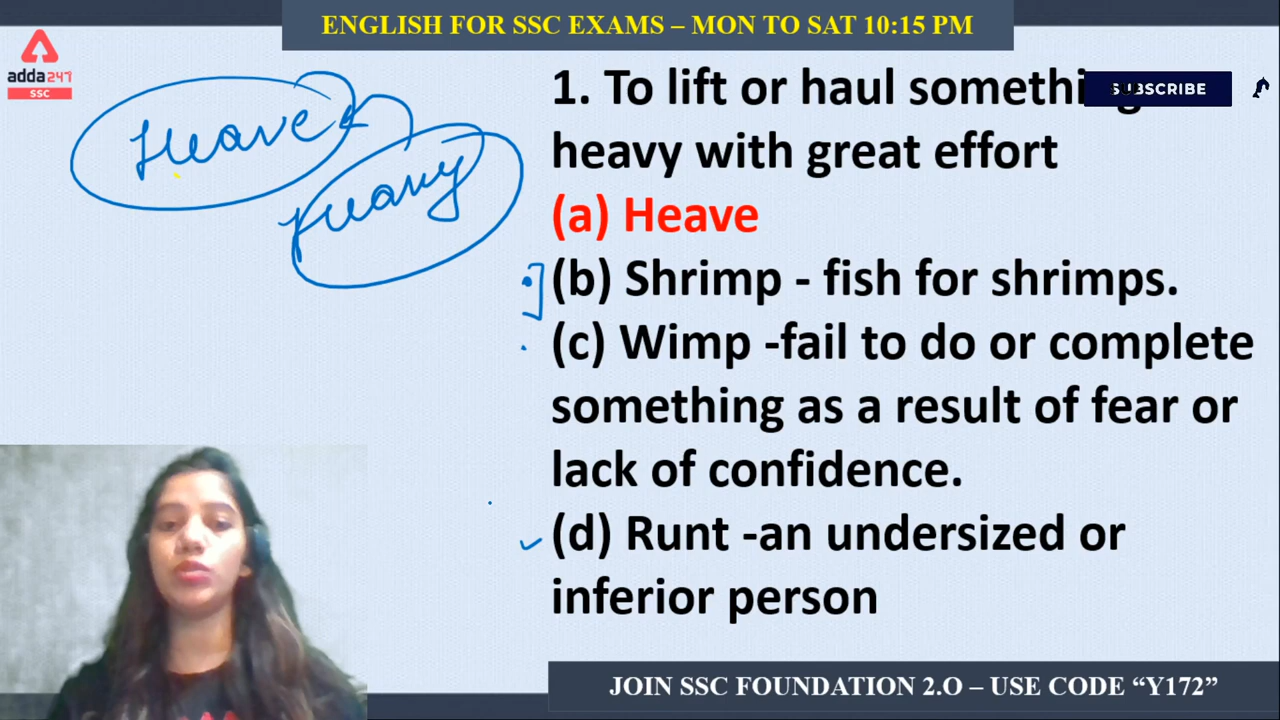 ENGLISH FOR SSC EXAMS – MON TO SAT 10:15 PM
adda247
SSC
Heave
Heavy
1. To lift or haul something
SUBSCRIBE
heavy with great effort
(a) Heave
(b) Shrimp - fish for shrimps.
(c) Wimp -fail to do or complete
something as a result of fear or
lack of confidence.
(d) Runt -an undersized or
inferior person
JOIN SSC FOUNDATION 2.O – USE CODE “Y172”